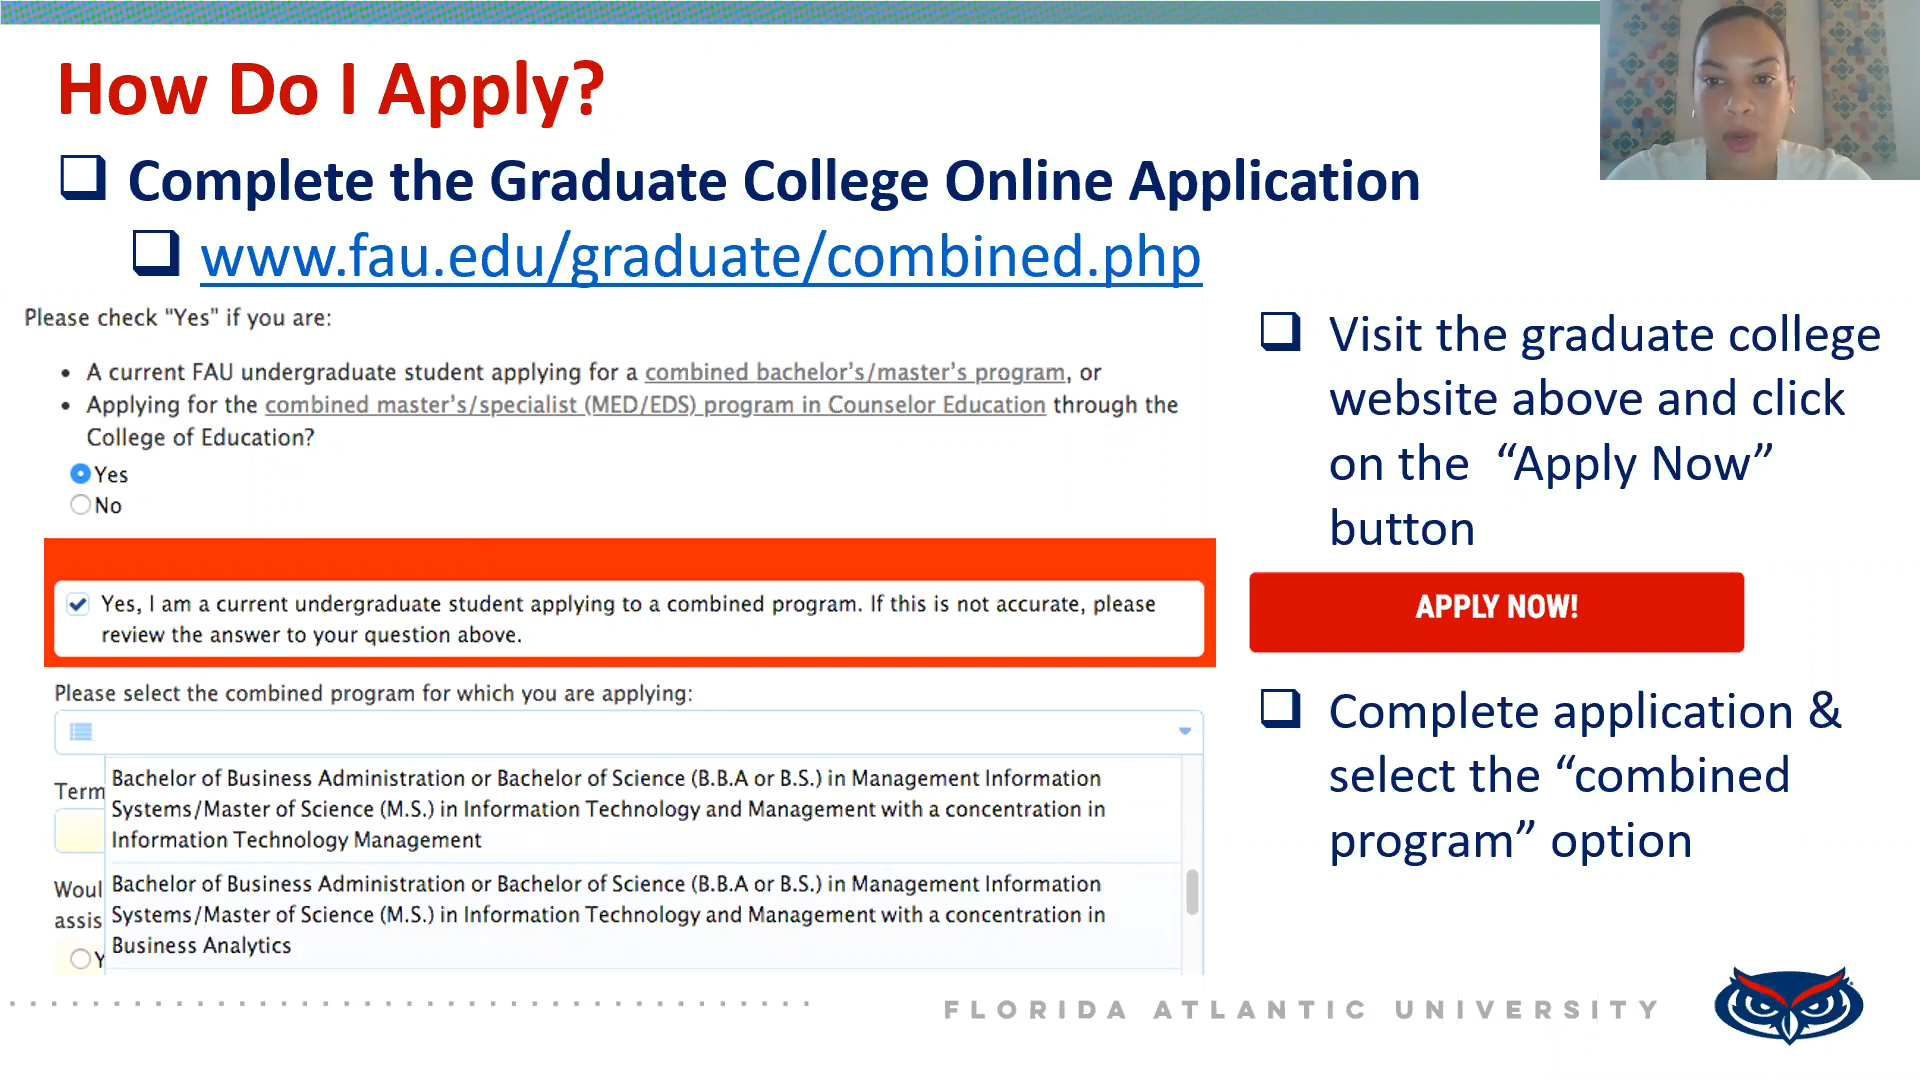 How Do I Apply?
Complete the Graduate College Online Application
www.fau.edu/graduate/combined.php
Please check "Yes" if you are:
• A current FAU undergraduate student applying for a combined bachelor's/master's program, or
• Applying for the combined master's/specialist (MED/EDS) program in Counselor Education through the
College of Education?
Yes
No
Yes, I am a current undergraduate student applying to a combined program. If this is not accurate, please
review the answer to your question above.
Please select the combined program for which you are applying:
Term
Bachelor of Business Administration or Bachelor of Science (B.B.A or B.S.) in Management Information
Systems/Master of Science (M.S.) in Information Technology and Management with a concentration in
Information Technology Management
Woul
assis
Y
Bachelor of Business Administration or Bachelor of Science (B.B.A or B.S.) in Management Information
Systems/Master of Science (M.S.) in Information Technology and Management with a concentration in
Business Analytics
Visit the graduate college
website above and click
on the “Apply Now”
button
APPLY NOW!
Complete application &
select the “combined
program” option
FLORIDA ATLANTIC UNIVERSITY